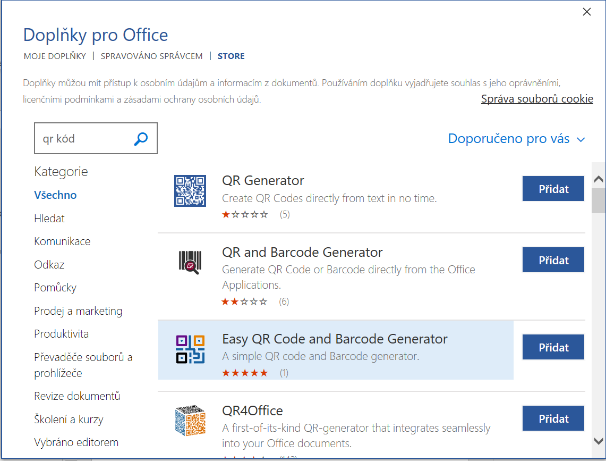 Doplňky pro Office
MOJE DOPLŇKY | SPRAVOVÁNO SPRÁVCEM | STORE
Doplňky můžou mít přístup k osobním údajům a informacím z dokumentů. Používáním doplňku vyjadřujete souhlas s jeho oprávněními,
licenčními podmínkami a zásadami ochrany osobních údajů.
Správa souborů cookie
qr kód
Doporučeno pro vás
Kategorie
Všechno
Hledat
Komunikace
Odkaz
Pomůcky
Prodej a marketing
Produktivita
Převaděče souborů a
prohlížeče
Revize dokumentů
Školení a kurzy
Vybráno editorem
QR Generator
Create QR Codes directly from text in no time.
(5)
Přidat
QR and Barcode Generator
Generate QR Code or Barcode directly from the Office
Applications.
(6)
Přidat
Easy QR Code and Barcode Generator
A simple QR code and Barcode generator.
(1)
Přidat
QR4Office
A first-of-its-kind QR-generator that integrates seamlessly
into your Office documents.
Přidat